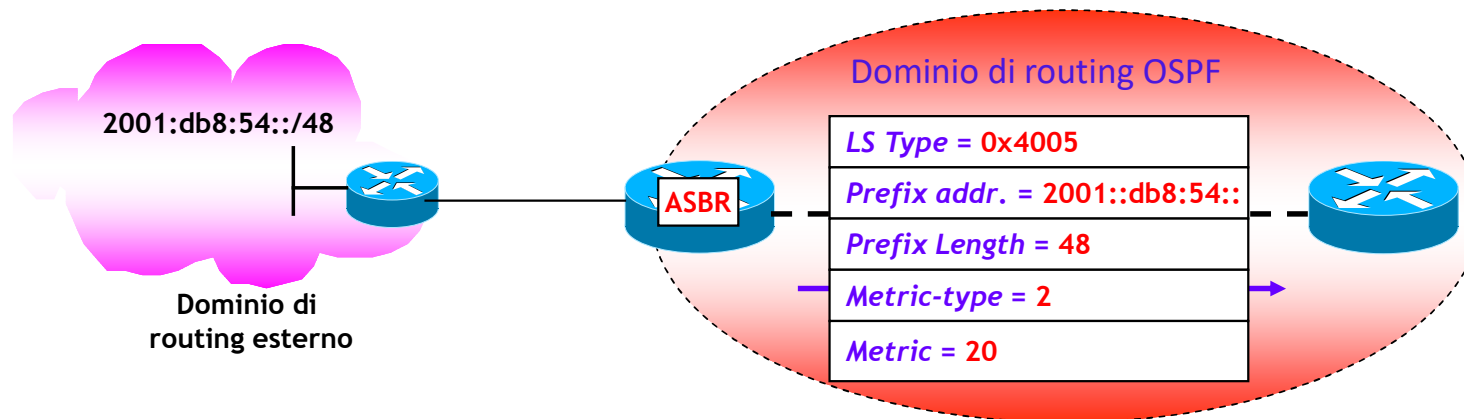 2001:db8:54::/48
Dominio di
routing esterno
ASBR
Dominio di routing OSPF
LS Type = 0x4005
Prefix addr. = 2001::db8:54::
Prefix Length = 48
Metric-type = 2
Metric = 20